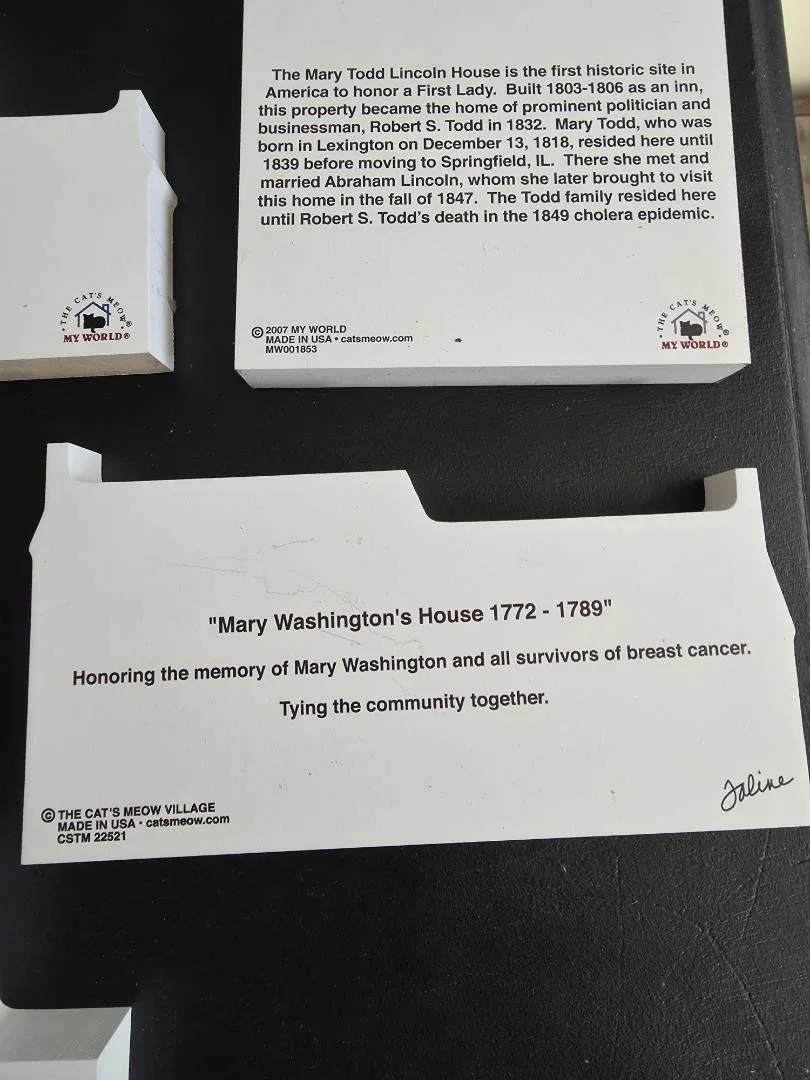 The Mary Todd Lincoln House is the first historic site in
America to honor a First Lady. Built 1803-1806 as an inn,
this property became the home of prominent politician and
businessman, Robert S. Todd in 1832. Mary Todd, who was
born in Lexington on December 13, 1818, resided here until
1839 before moving to Springfield, IL. There she met and
married Abraham Lincoln, whom she later brought to visit
this home in the fall of 1847. The Todd family resided here
until Robert S. Todd's death in the 1849 cholera epidemic.
THE CAT'S MEOW®
MY WORLD®
© 2007 MY WORLD
MADE IN USA • catsmeow.com
MW001853
THE CAT'S MEOW®
MY WORLD®
"Mary Washington's House 1772 - 1789"
Honoring the memory of Mary Washington and all survivors of breast cancer.
Tying the community together.
© THE CAT'S MEOW VILLAGE
MADE IN USA • catsmeow.com
CSTM 22521
Jaline